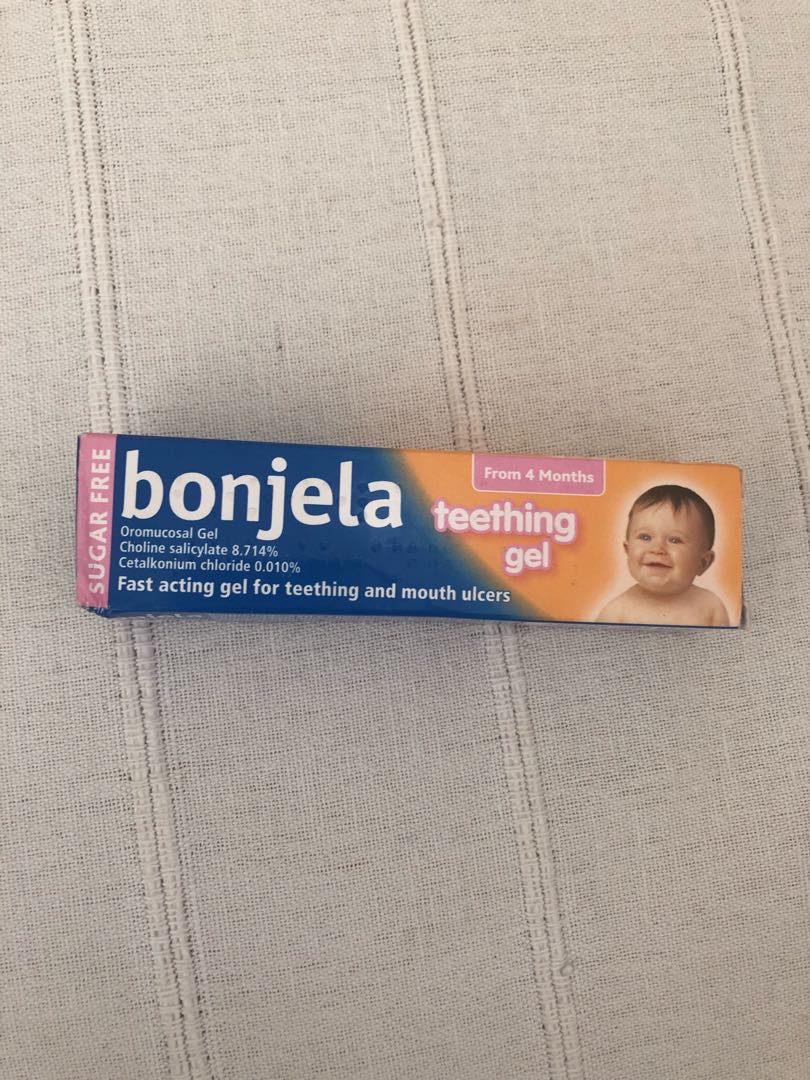 SUGAR FREE
bonjela
Oromucosal Gel
Choline salicylate 8.714%
Cetalkonium chloride 0.010%
Fast acting gel for teething and mouth ulcers
From 4 Months
teething
gel